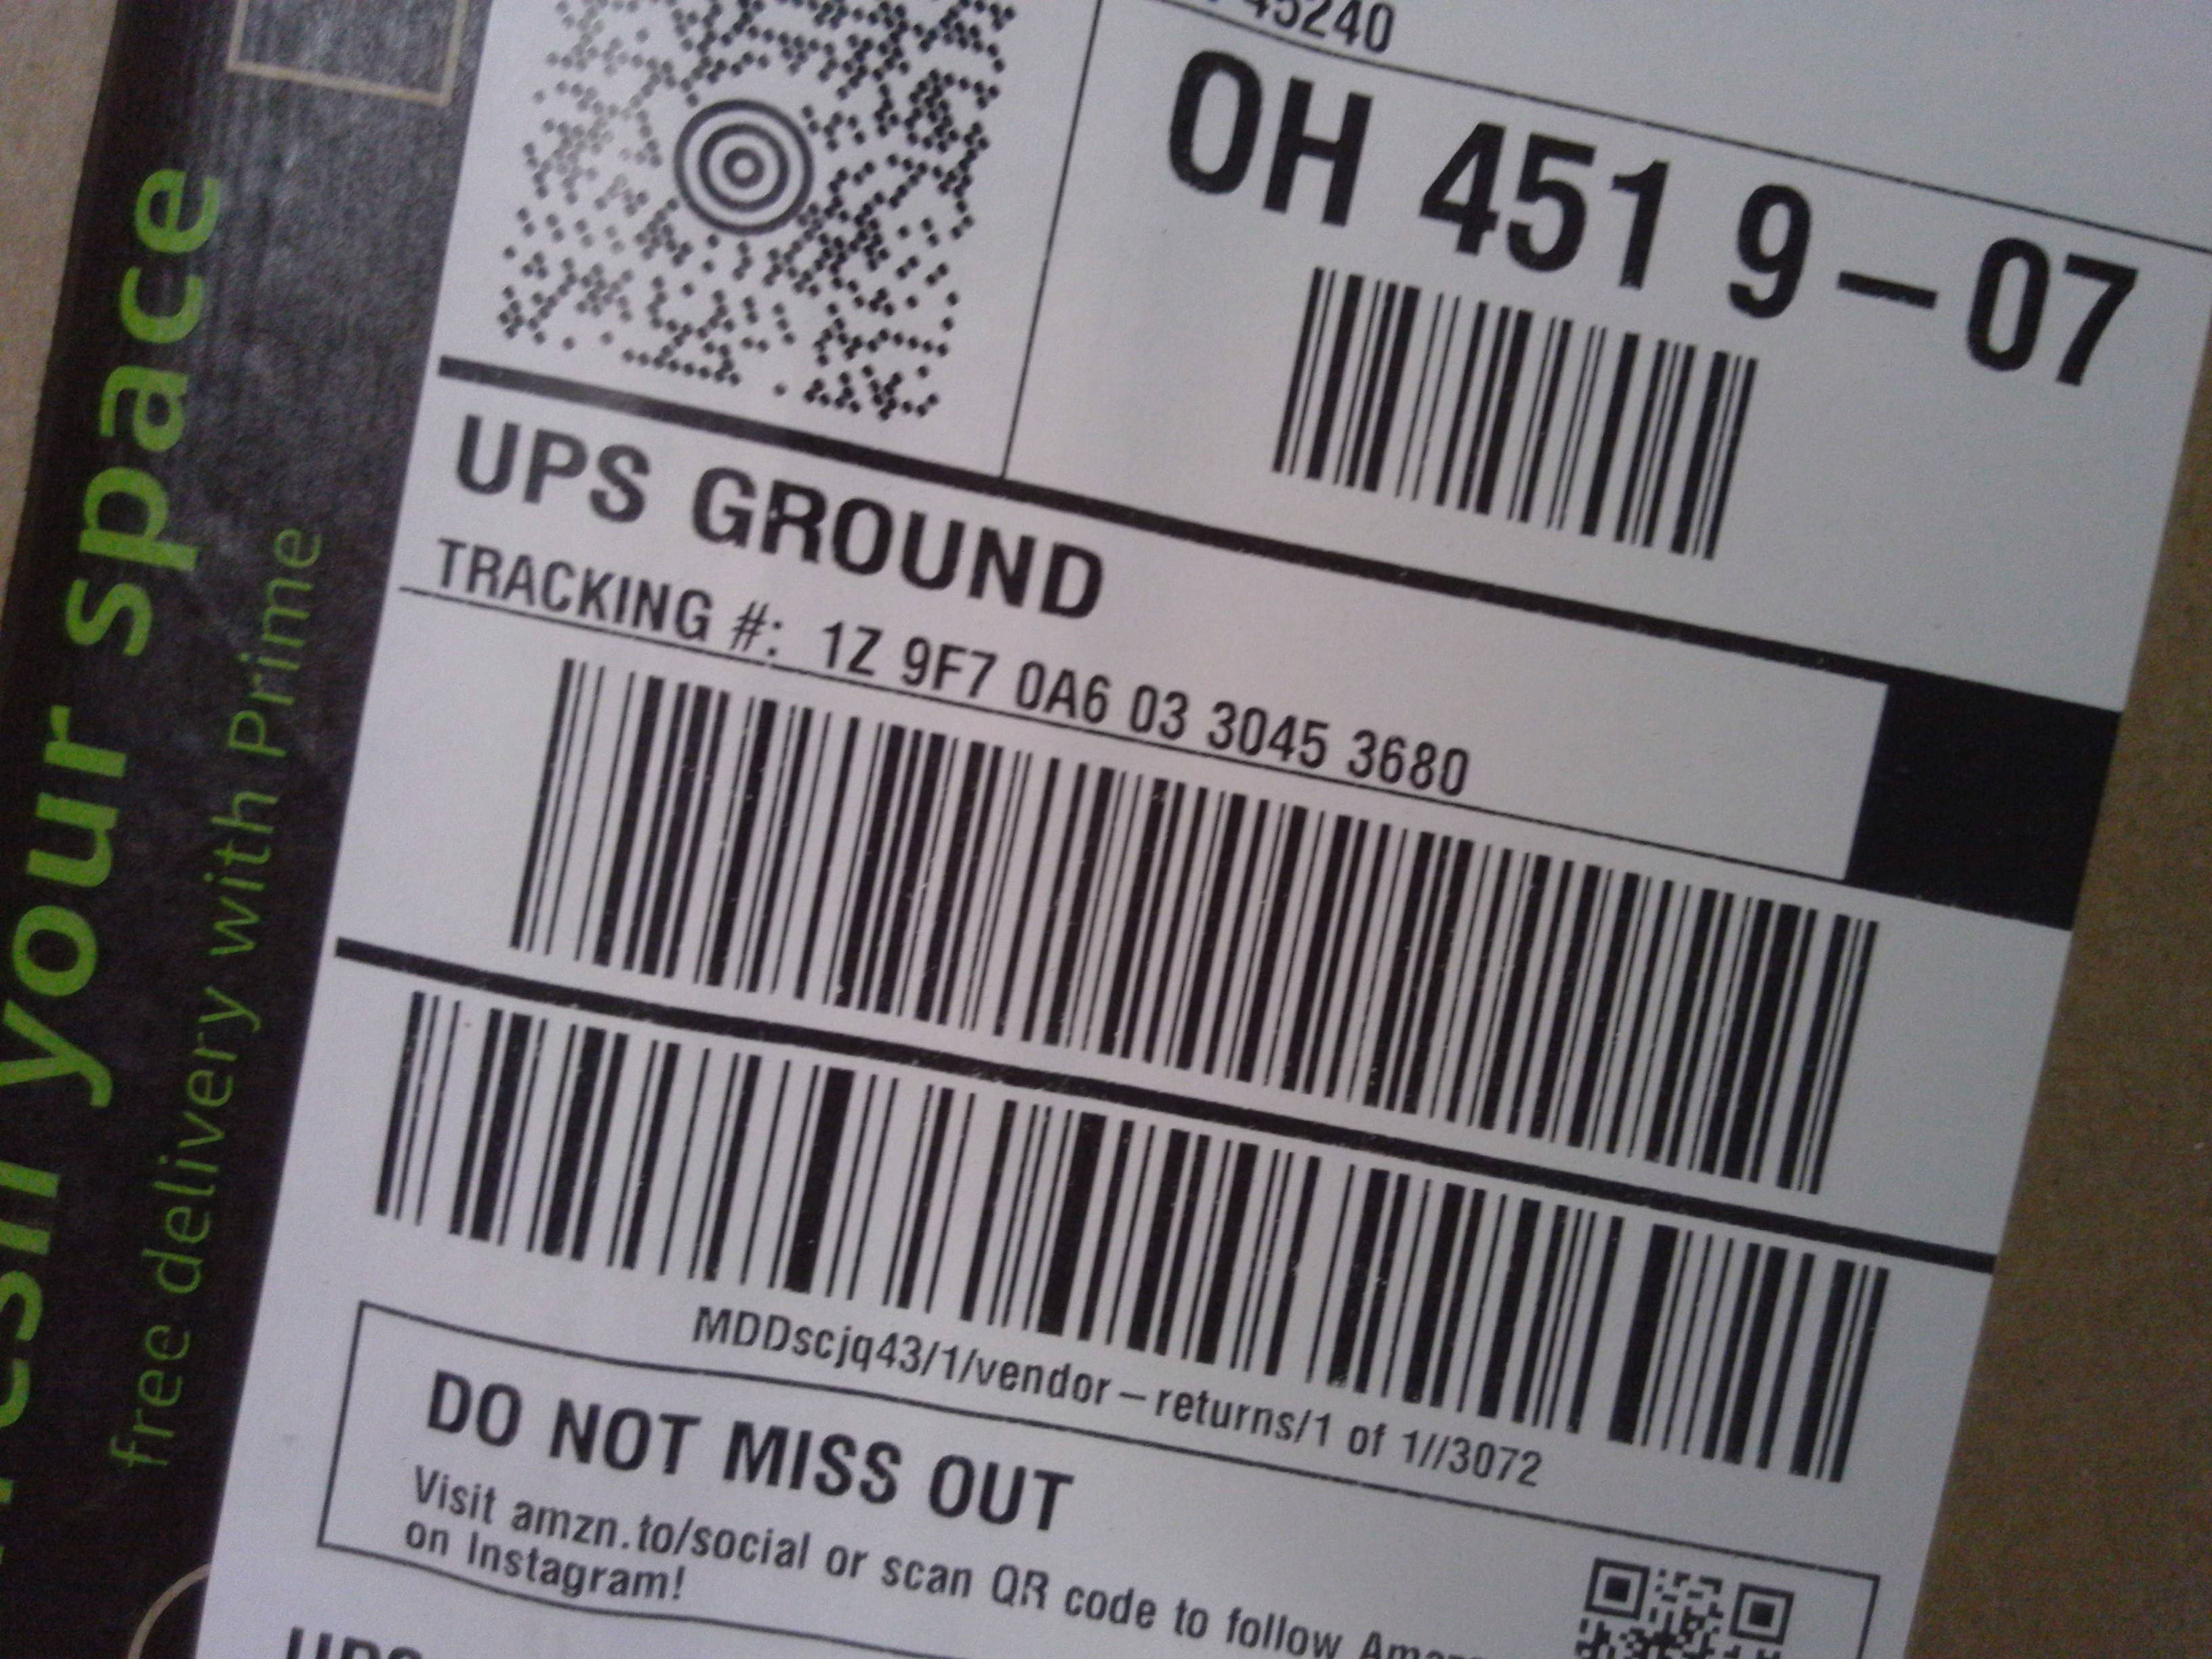 45240
OH 451 9-07
UPS GROUND
TRACKING #: 1Z 9F7 0A6 03 3045 3680
MDDscjq43/1/vendor-returns/1 of 1//3072
DO NOT MISS OUT
Visit amzn.to/social or scan QR code to follow
on Instagram!
UPS
your space
free delivery with Prime